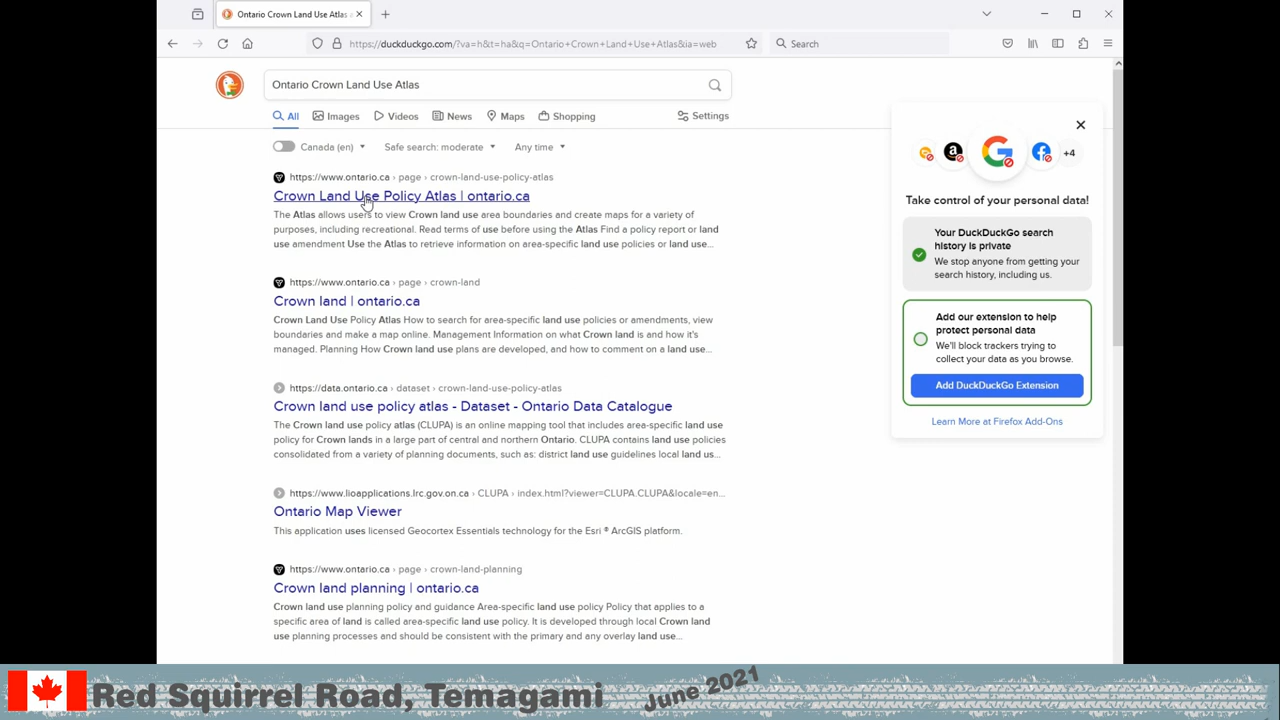 Ontario Crown Land Use Atlas a
https://duckduckgo.com/?va=h&t=ha&q=Ontario+Crown+Land+Use+Atlas&ia=web
Search
Ontario Crown Land Use Atlas
All Images Videos News Maps Shopping Settings
Canada (en) Safe search: moderate Any time
https://www.ontario.ca › page › crown-land-use-policy-atlas
Crown Land Use Policy Atlas | ontario.ca
The Atlas allows users to view Crown land use area boundaries and create maps for a variety of
purposes, including recreational. Read terms of use before using the Atlas Find a policy report or land
use amendment Use the Atlas to retrieve information on area-specific land use policies or land use...
https://www.ontario.ca › page › crown-land
Crown land | ontario.ca
Crown Land Use Policy Atlas How to search for area-specific land use policies or amendments, view
boundaries and make a map online. Management Information on what Crown land is and how it's
managed. Planning How Crown land use plans are developed, and how to comment on a land use...
https://data.ontario.ca › dataset › crown-land-use-policy-atlas
Crown land use policy atlas - Dataset - Ontario Data Catalogue
The Crown land use policy atlas (CLUPA) is an online mapping tool that includes area-specific land use
policy for Crown lands in a large part of central and northern Ontario. CLUPA contains land use policies
consolidated from a variety of planning documents, such as: district land use guidelines local land us...
https://www.lioapplications.lrc.gov.on.ca › CLUPA › index.html?viewer=CLUPA.CLUPA&locale=en...
Ontario Map Viewer
This application uses licensed Geocortex Essentials technology for the Esri ® ArcGIS platform.
https://www.ontario.ca › page › crown-land-planning
Crown land planning | ontario.ca
Crown land use planning policy and guidance Area-specific land use policy Policy that applies to a
specific area of land is called area-specific land use policy. It is developed through local Crown land
use planning processes and should be consistent with the primary and any overlay land use...
+4
Take control of your personal data!
Your DuckDuckGo search
history is private
We stop anyone from getting your
search history, including us.
Add our extension to help
protect personal data
We'll block trackers trying to
collect your data as you browse.
Add DuckDuckGo Extension
Learn More at Firefox Add-Ons
Red Squirrel Road, Temagami June 2021